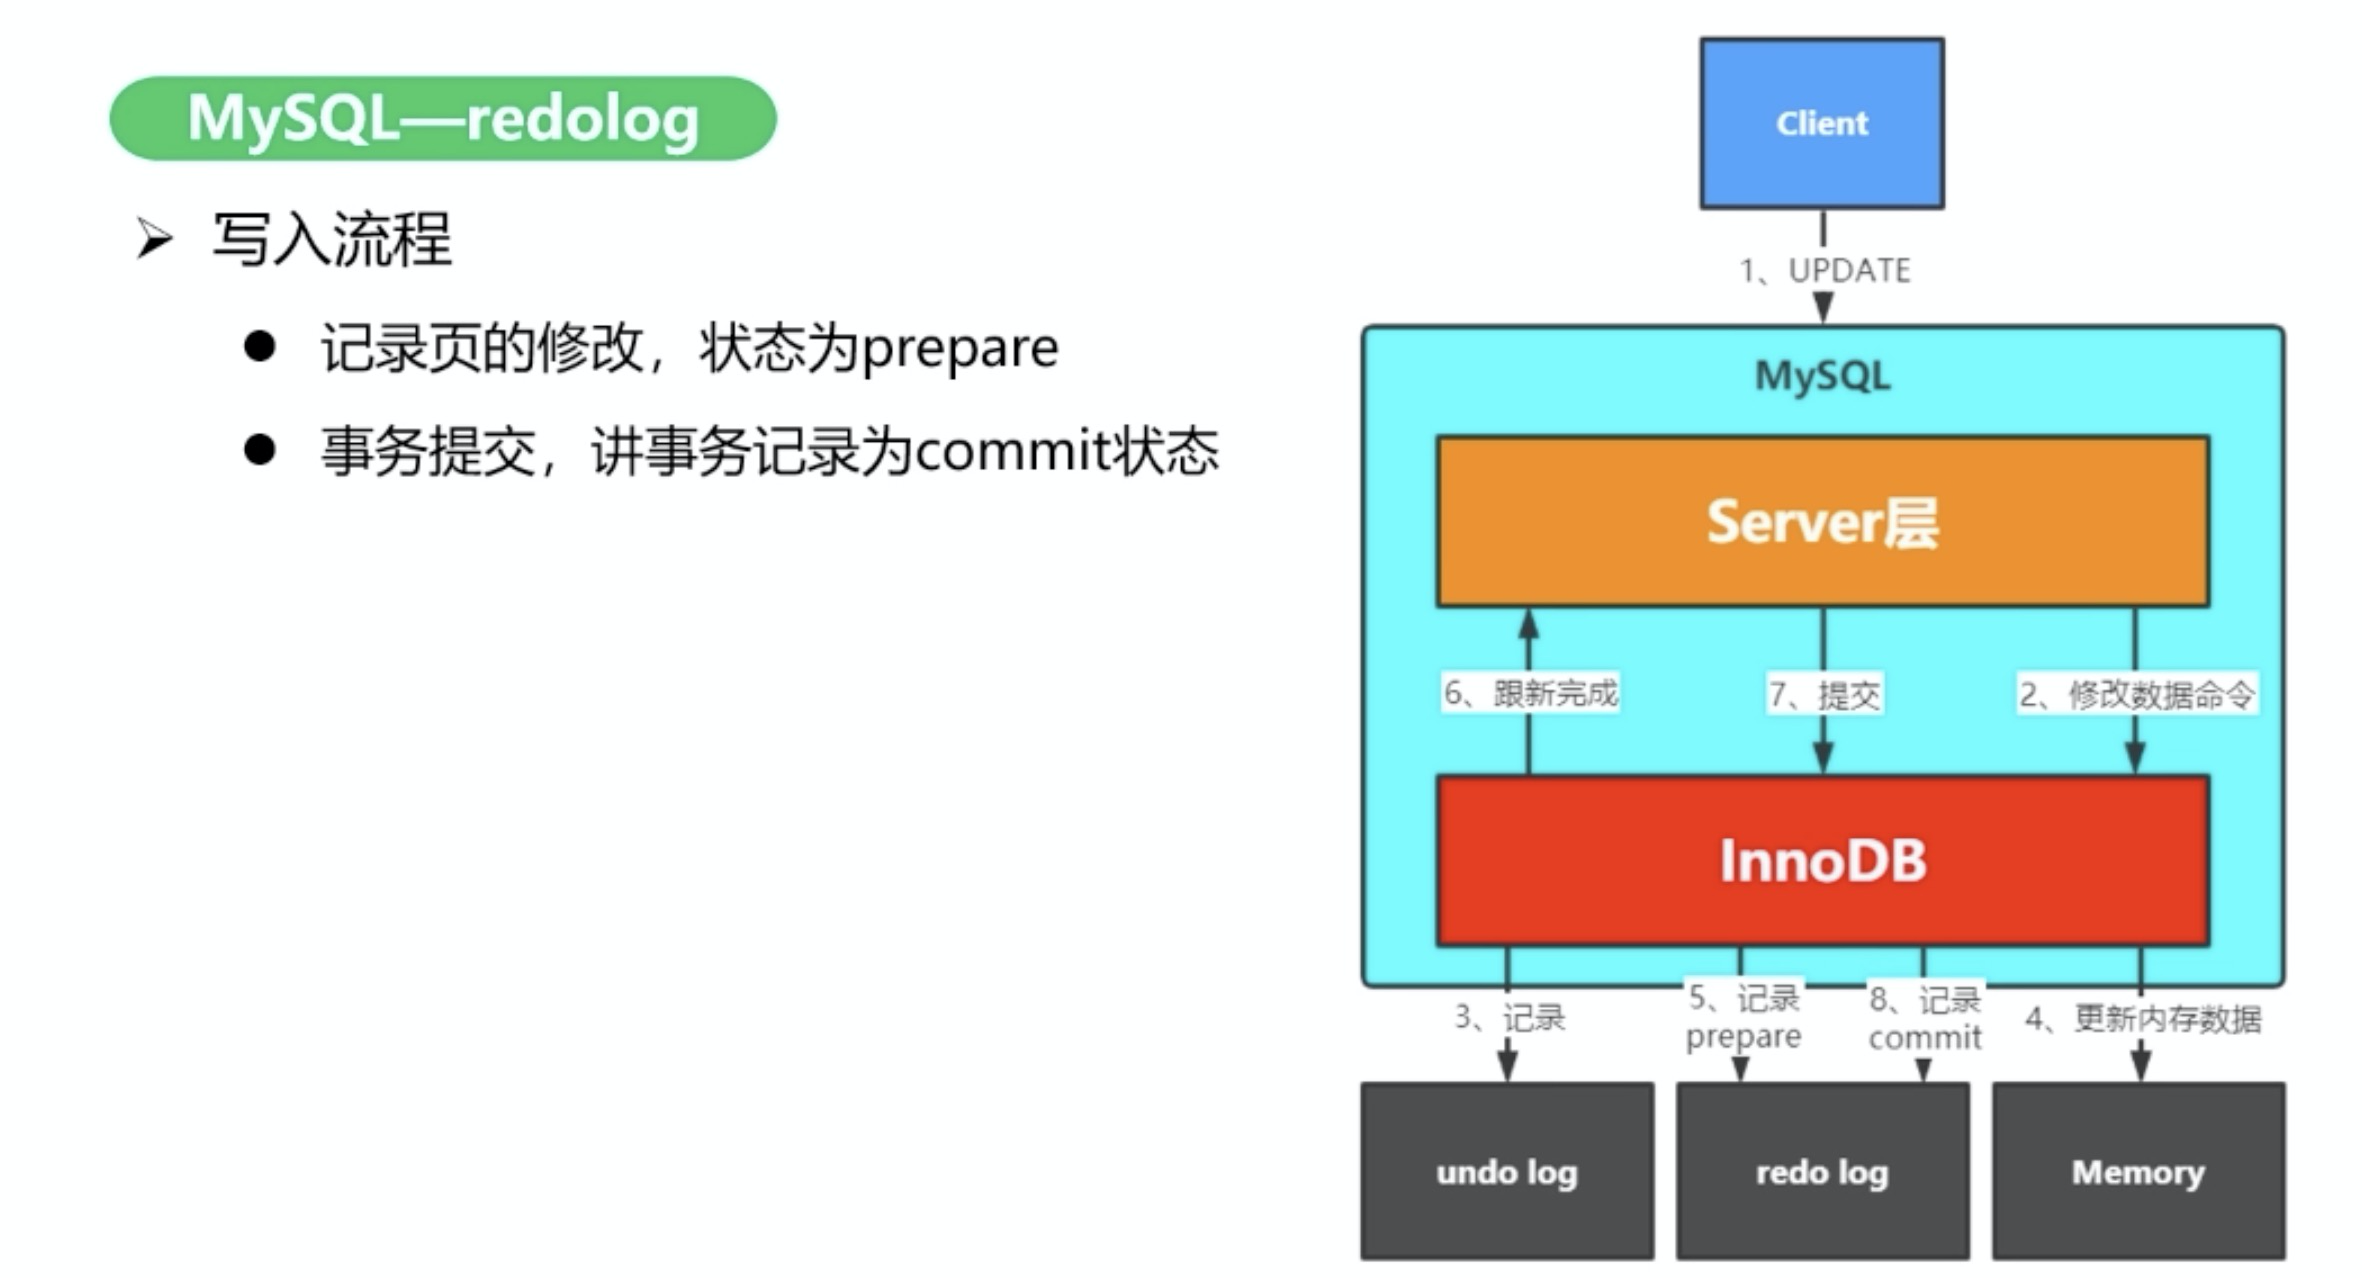 MySQL—redolog
写入流程
记录页的修改，状态为prepare
事务提交，讲事务记录为commit状态
Client
1、UPDATE
MySQL
Server层
6、跟新完成
7、提交
2、修改数据命令
InnoDB
3、记录
5、记录
prepare
8、记录
commit
4、更新内存数据
undo log
redo log
Memory